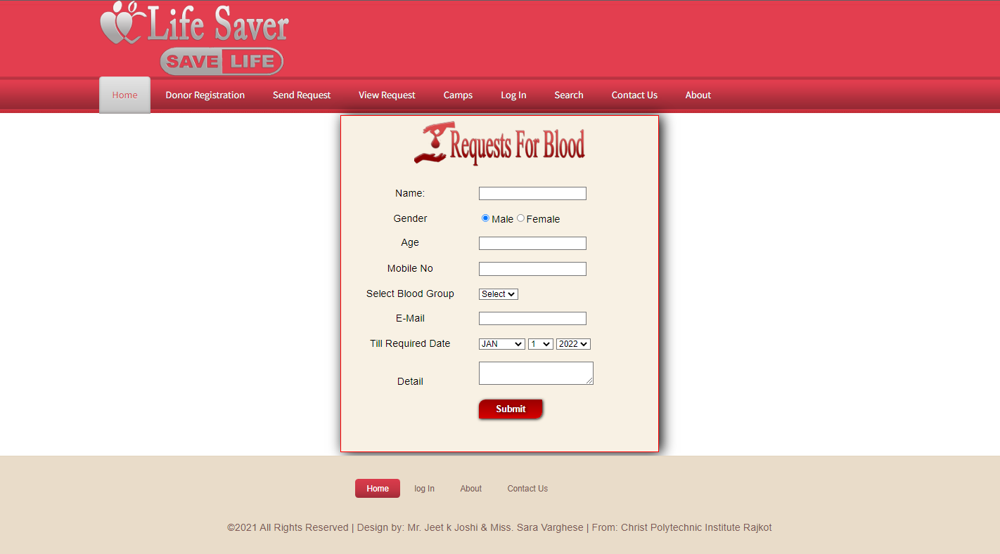 Life Saver
SAVE LIFE
Home Donor Registration Send Request View Request Camps Log In Search Contact Us About
Requests For Blood
Name:
Gender Male Female
Age
Mobile No
Select Blood Group Select
E-Mail
Till Required Date JAN 1 2022
Detail
Submit
Home log In About Contact Us
©2021 All Rights Reserved | Design by: Mr. Jeet k Joshi & Miss. Sara Varghese | From: Christ Polytechnic Institute Rajkot